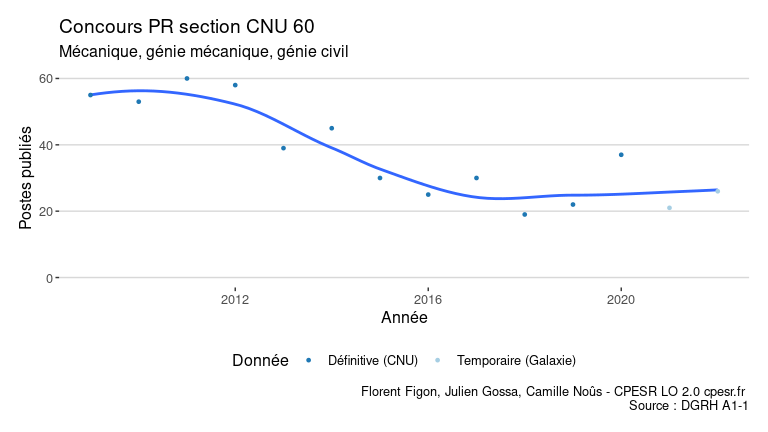 Concours PR section CNU 60
Mécanique, génie mécanique, génie civil
Postes publiés
60
40
20
0
2012
2016
2020
Année
Donnée
Définitive (CNU)
Temporaire (Galaxie)
Florent Figon, Julien Gossa, Camille Noûs - CPESR LO 2.0 cpesr.fr
Source : DGRH A1-1